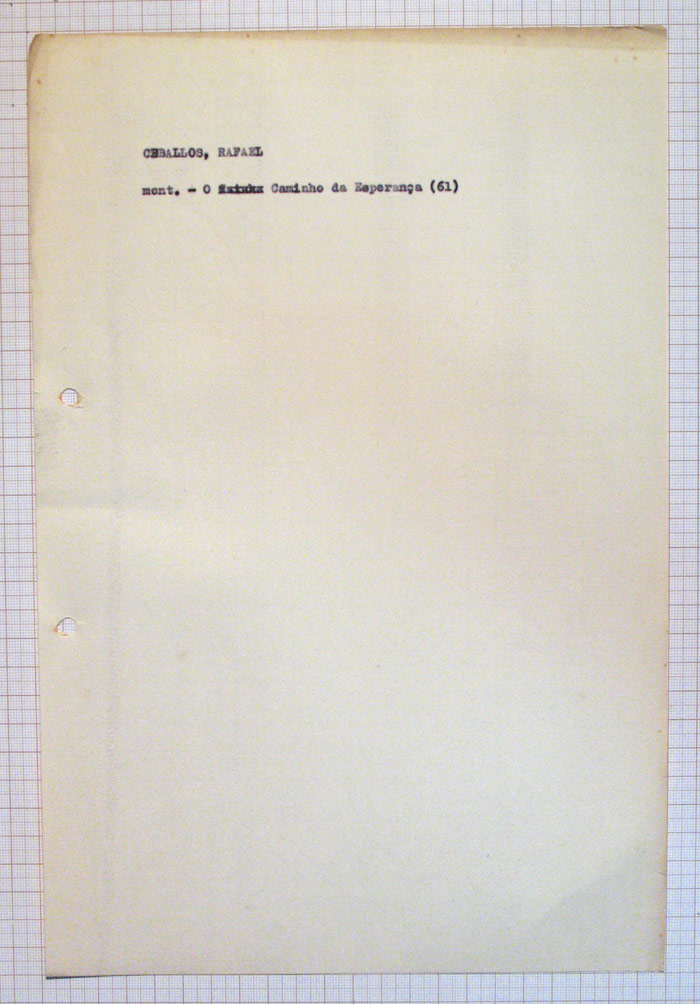 CEBALLOS, RAFAEL
mont. - O Caminho da Esperança (61)